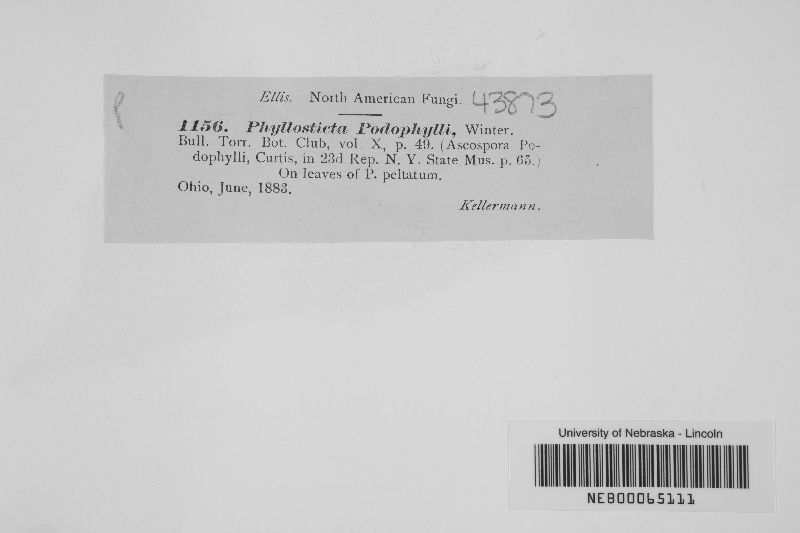 Ellis. North American Fungi. 43873
1156. Phyllosticta Podophylli, Winter.
Bull. Torr. Bot. Club, vol. X, p. 49. (Ascospora Po-
dophylli, Curtis, in 23d Rep. N. Y. State Mus. p. 65.)
On leaves of P. peltatum.
Ohio, June, 1883.
Kellermann.
University of Nebraska - Lincoln
NEB00065111